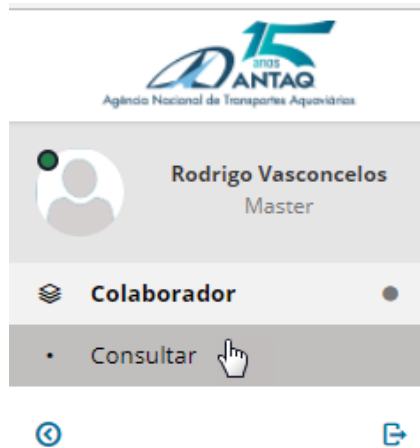 15
anos
ANTAQ
Agência Nacional de Transportes Aquaviários
Rodrigo Vasconcelos
Master
Colaborador
Consultar